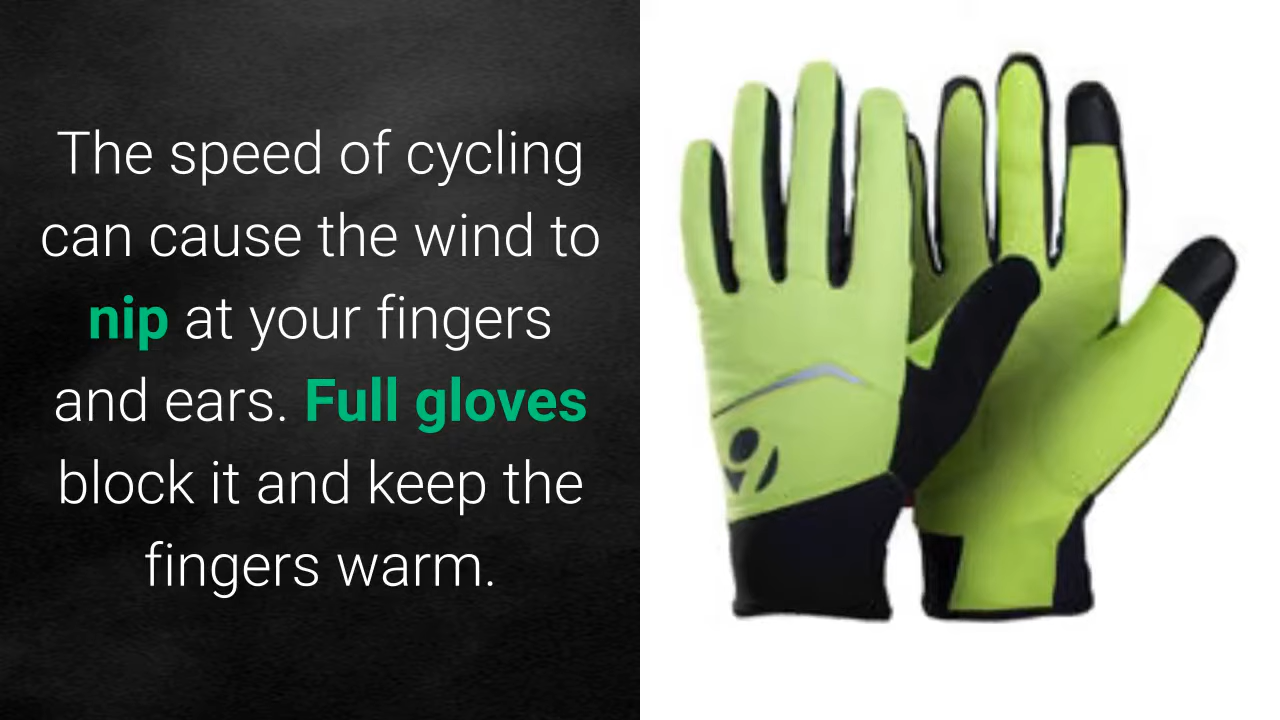 The speed of cycling
can cause the wind to
nip at your fingers
and ears. Full gloves
block it and keep the
fingers warm.